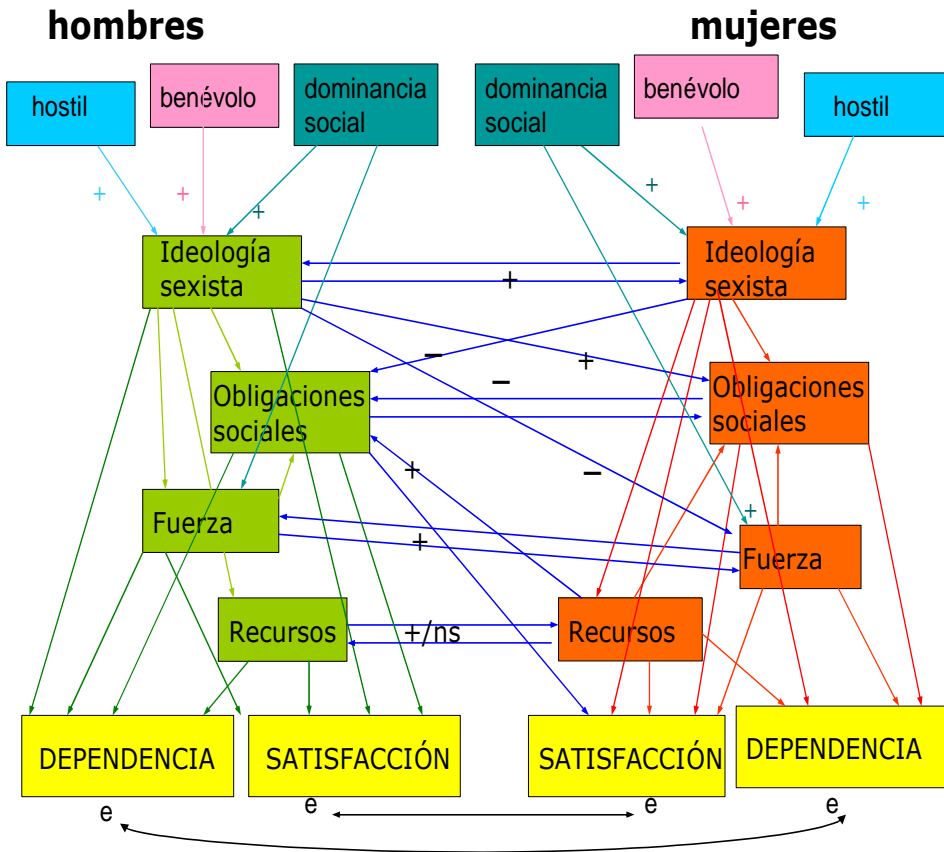 hombres
mujeres
hostil
benévolo
dominancia
social
dominancia
social
benévolo
hostil
+
+
+
+
+
+
Ideología
sexista
Ideología
sexista
+
–
–
+
Obligaciones
sociales
Obligaciones
sociales
+
–
+
Fuerza
Fuerza
+
Recursos
+/ns
Recursos
DEPENDENCIA
SATISFACCIÓN
SATISFACCIÓN
DEPENDENCIA
e
e
e
e